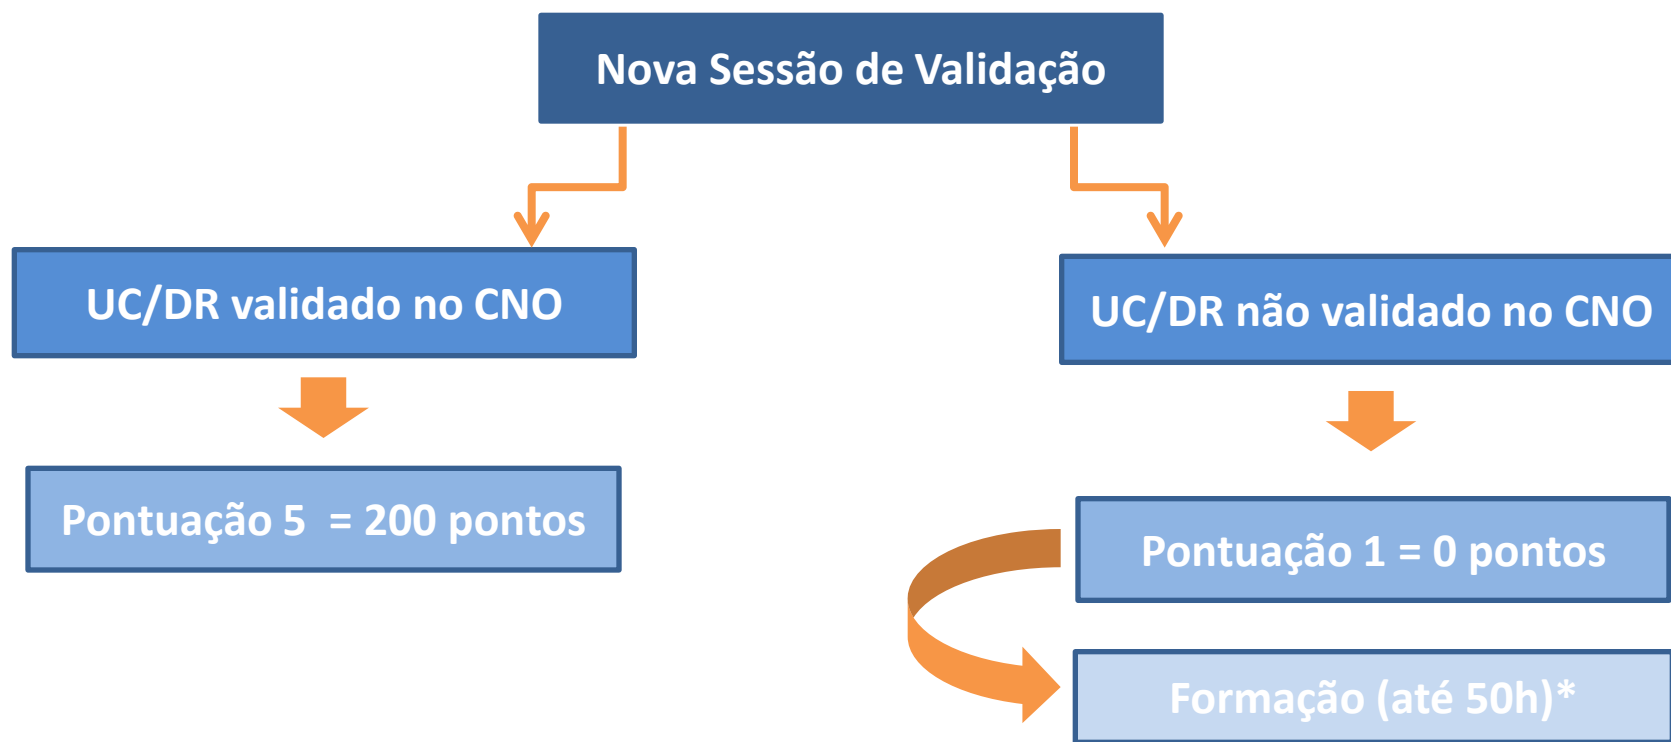 Nova Sessão de Validação
UC/DR validado no CNO
UC/DR não validado no CNO
Pontuação 5 = 200 pontos
Pontuação 1 = 0 pontos
Formação (até 50h)*